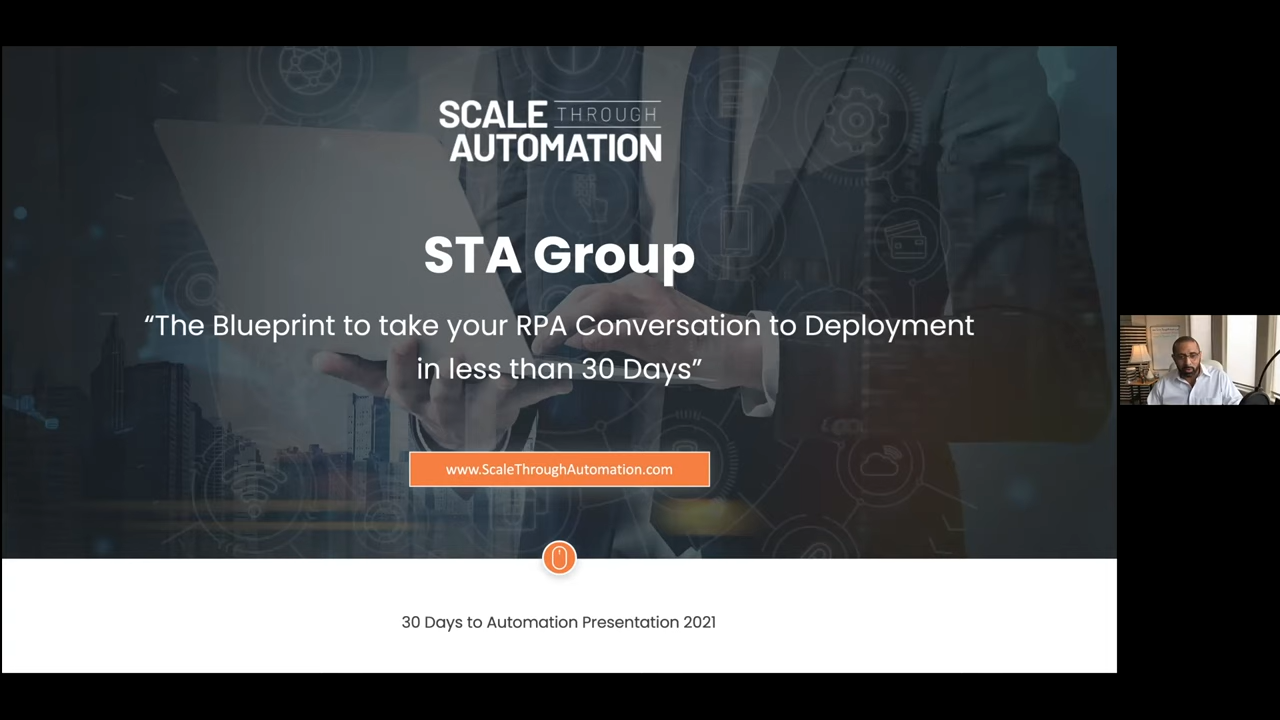 SCALE THROUGH
AUTOMATION
STA Group
“The Blueprint to take your RPA Conversation to Deployment
in less than 30 Days”
www.ScaleThroughAutomation.com
30 Days to Automation Presentation 2021